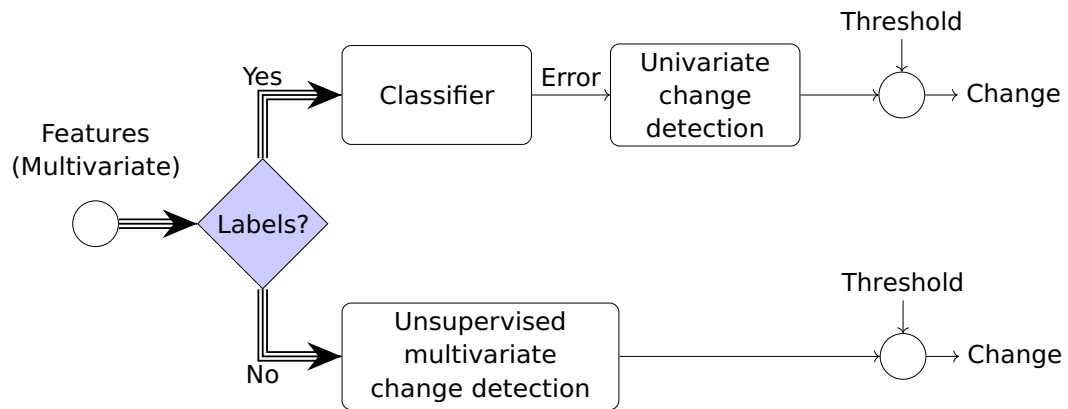 Features
(Multivariate)
Labels?
Yes
Classifier
Error
Univariate
change
detection
Threshold
Change
No
Unsupervised
multivariate
change detection
Threshold
Change